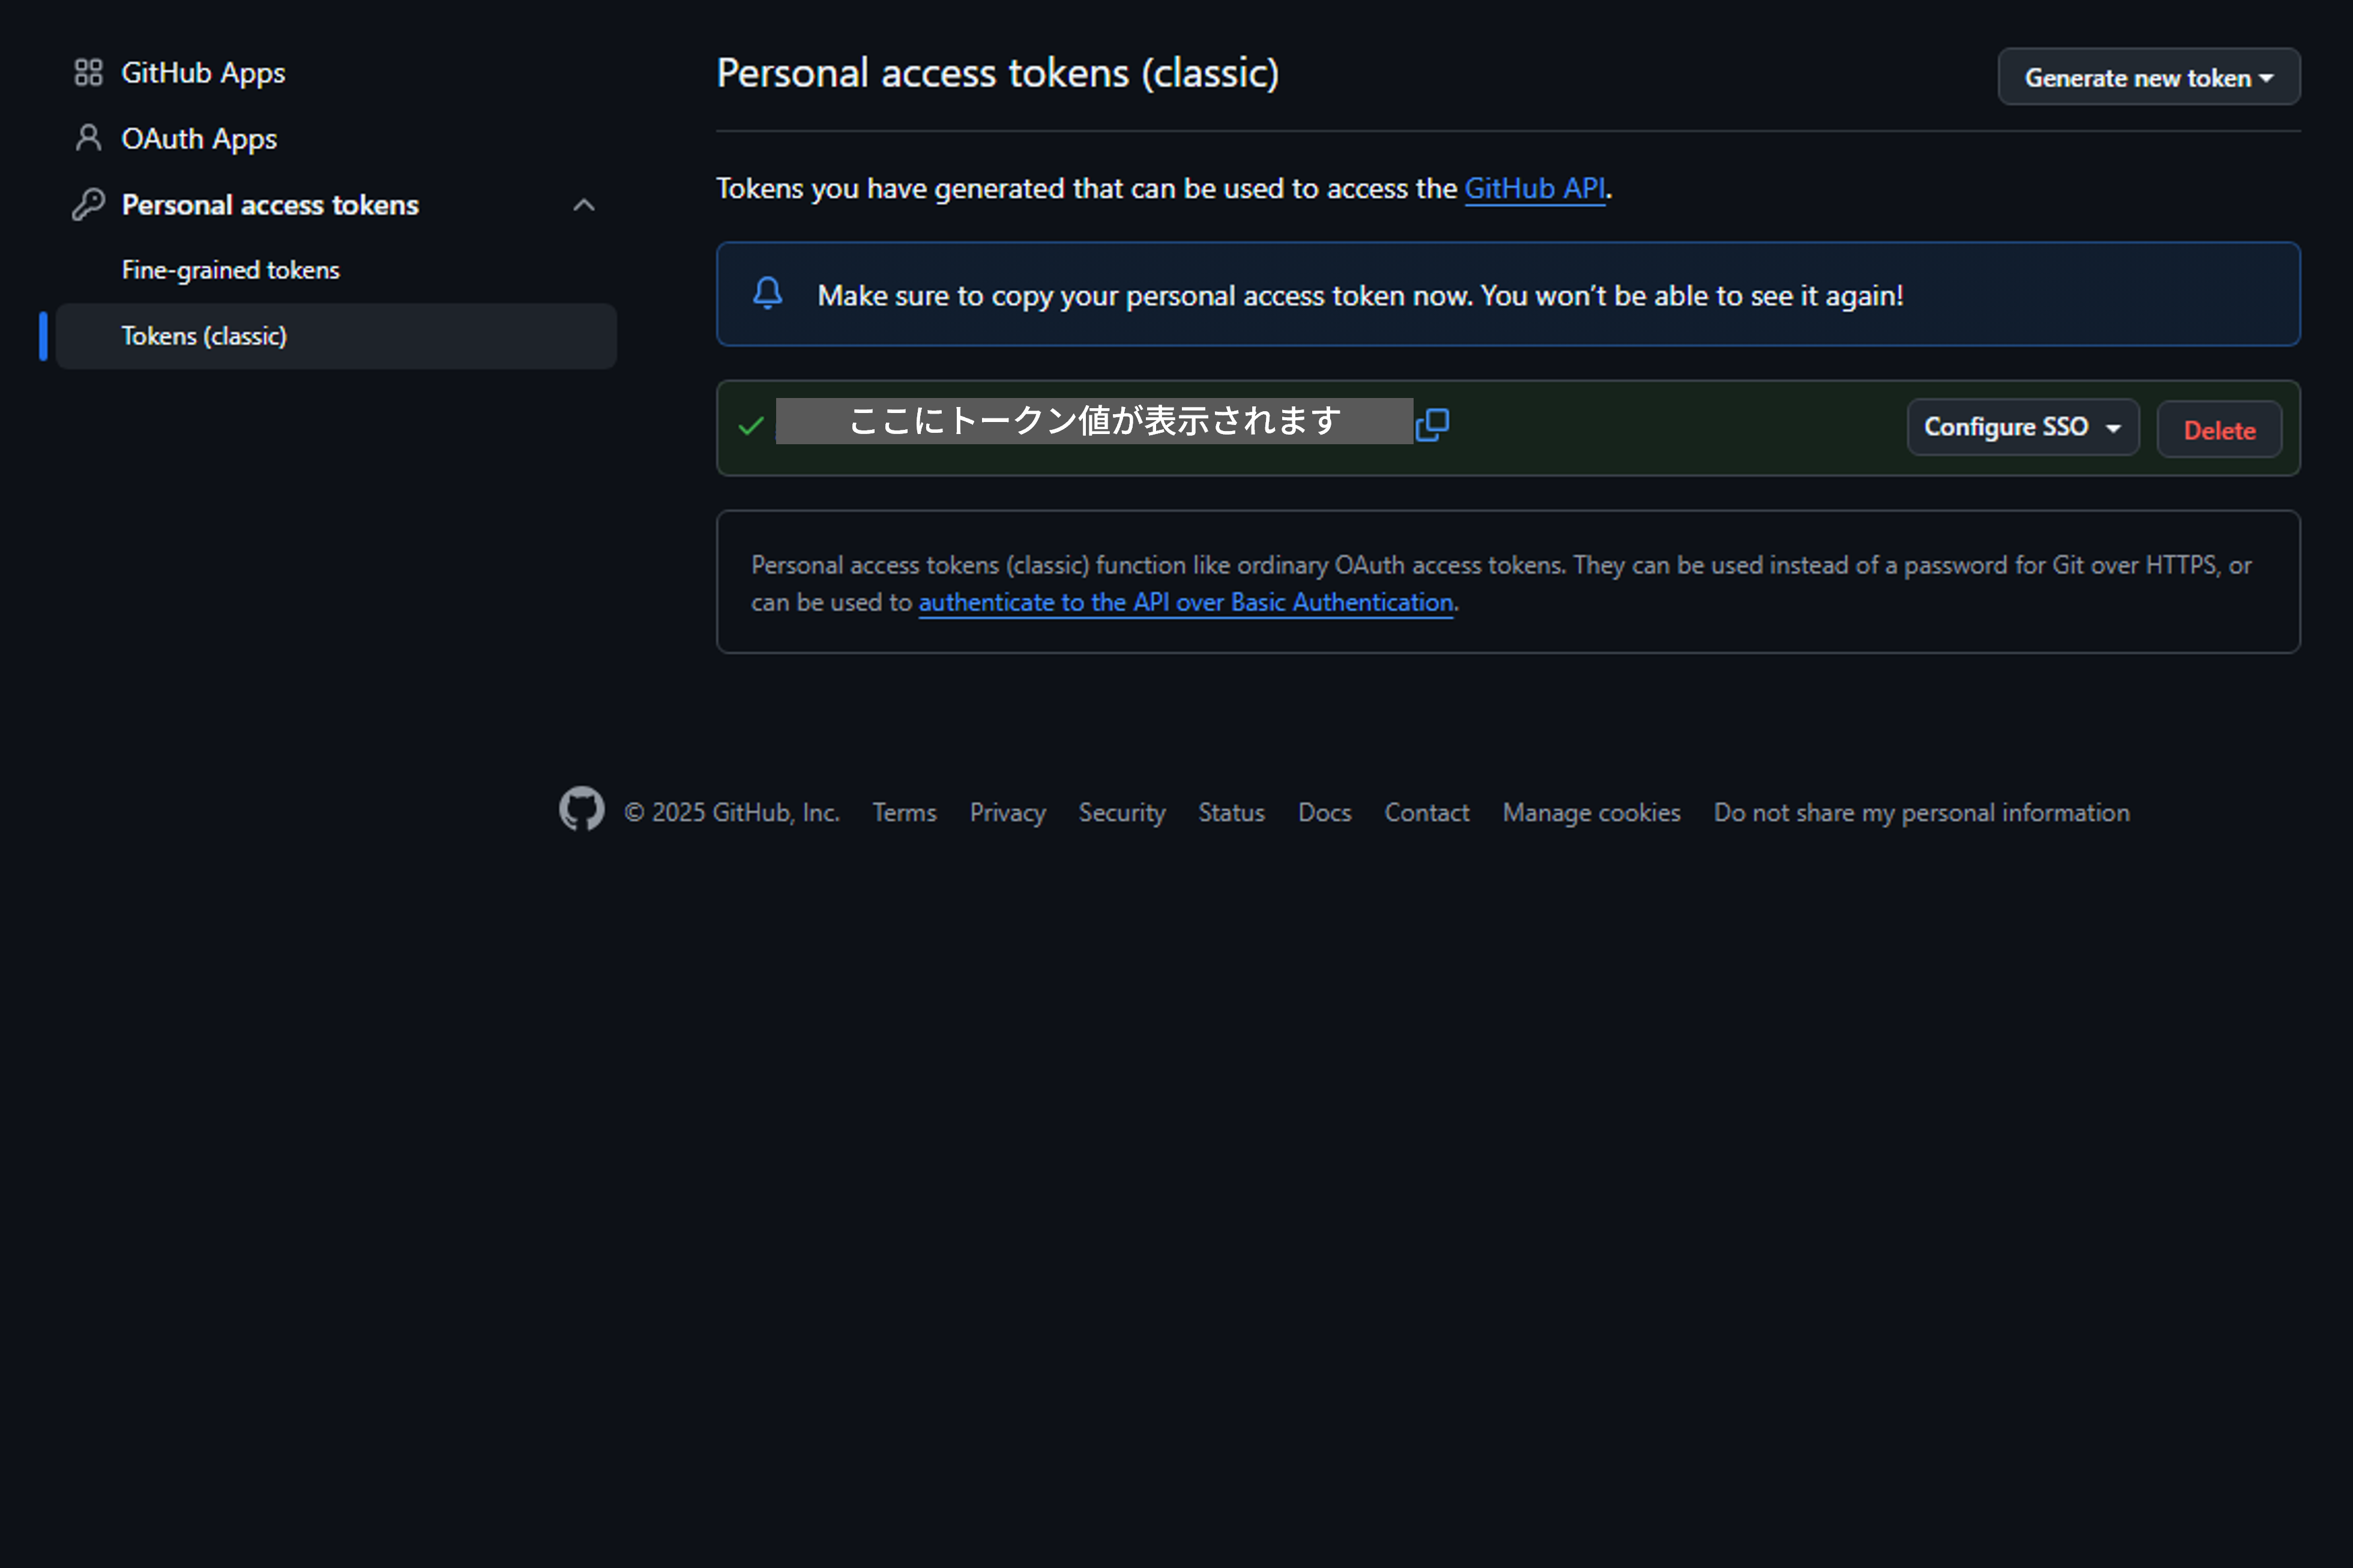 GitHub Apps
OAuth Apps
Personal access tokens
Fine-grained tokens
Tokens (classic)
Personal access tokens (classic)
Generate new token
Tokens you have generated that can be used to access the GitHub API.
Make sure to copy your personal access token now. You won’t be able to see it again!
ここにトークン値が表示されます
Configure SSO
Delete
Personal access tokens (classic) function like ordinary OAuth access tokens. They can be used instead of a password for Git over HTTPS, or
can be used to authenticate to the API over Basic Authentication.
© 2025 GitHub, Inc. Terms Privacy Security Status Docs Contact Manage cookies Do not share my personal information